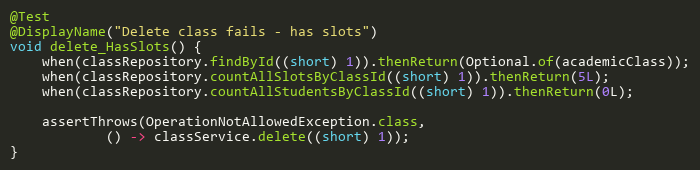 @Test
@DisplayName("Delete class fails - has slots")
void delete_HasSlots() {
    when(classRepository.findById((short) 1)).thenReturn(Optional.of(academicClass));
    when(classRepository.countAllSlotsByClassId((short) 1)).thenReturn(5L);
    when(classRepository.countAllStudentsByClassId((short) 1)).thenReturn(0L);

    assertThrows(OperationNotAllowedException.class,
            () -> classService.delete((short) 1));
}